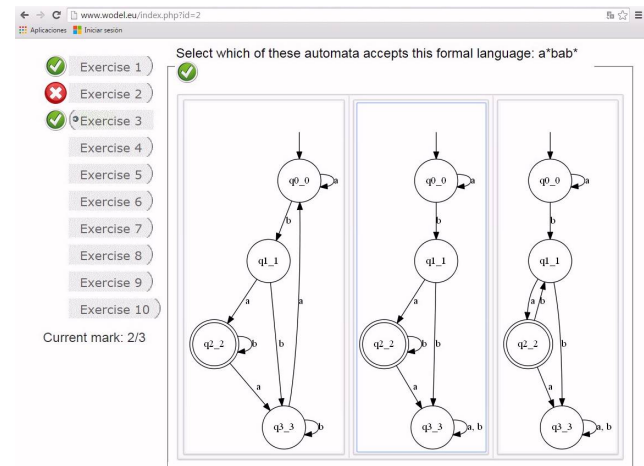 www.wodel.eu/index.php?id=2
Aplicaciones Iniciar sesión
Select which of these automata accepts this formal language: a*bab*
Exercise 1
Exercise 2
Exercise 3
Exercise 4
Exercise 5
Exercise 6
Exercise 7
Exercise 8
Exercise 9
Exercise 10
Current mark: 2/3
q0_0 a
b
q1_1
a b a
q2_2 b
a
q3_3 b
q0_0 a
b
q1_1
a b
q2_2 b
a
q3_3 a, b
q0_0 a
b
q1_1
a b b
q2_2
a
q3_3 a, b